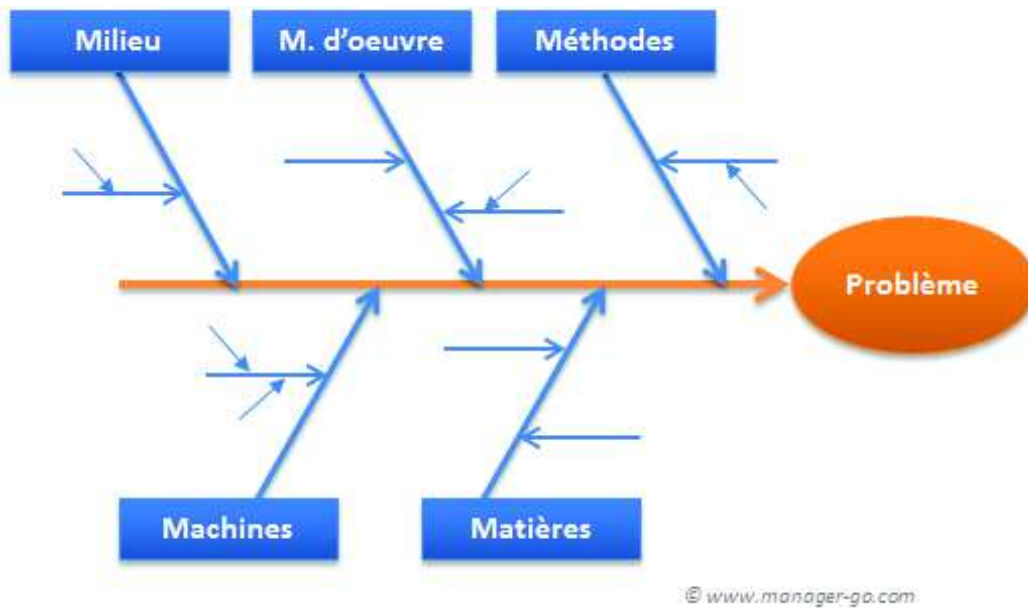 Milieu
M. d'oeuvre
Méthodes
Problème
Machines
Matières
© www.manager-go.com